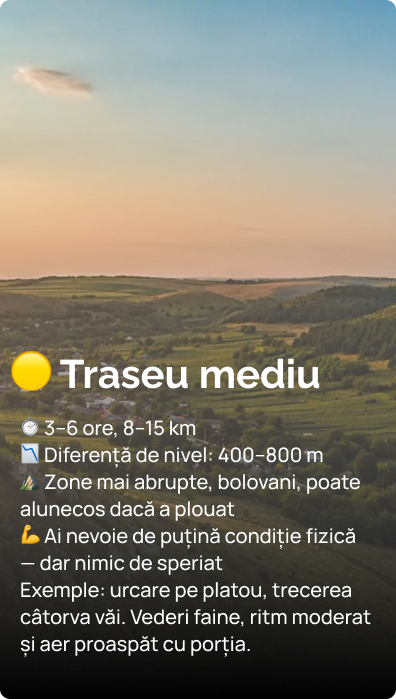 🟡 Traseu mediu
⏱️ 3–6 ore, 8–15 km
📉 Diferență de nivel: 400–800 m
⛰️ Zone mai abrupte, bolovani, poate
alunecos dacă a plouat
💪 Ai nevoie de puțină condiție fizică
— dar nimic de speriat
Exemple: urcare pe platou, trecerea
câtorva văi. Vederi faine, ritm moderat
și aer proaspăt cu porția.